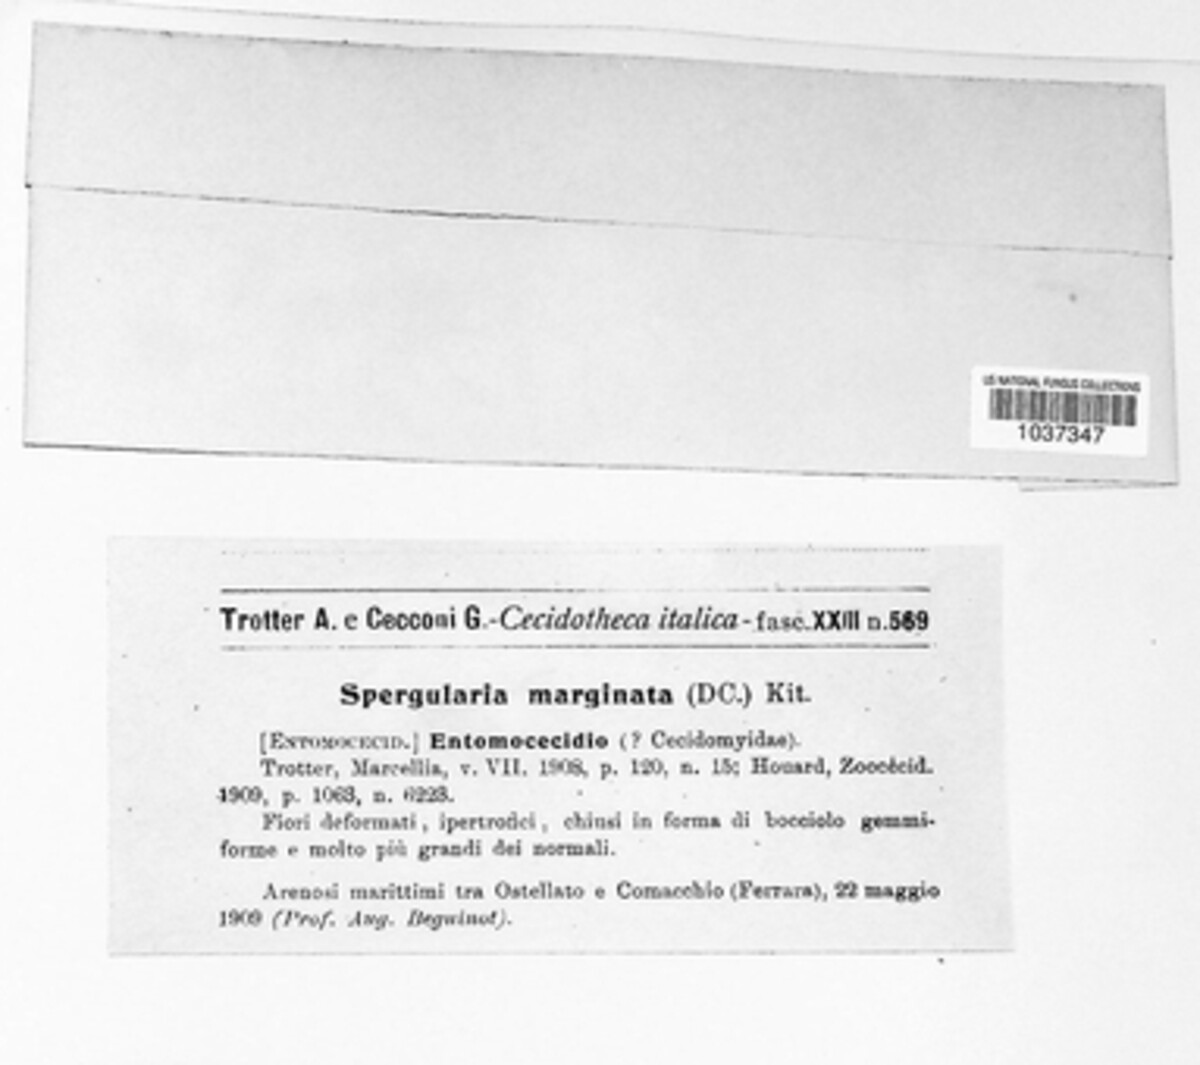 US NATIONAL FUNGUS COLLECTIONS
1037347
Trotter A. e Cecconi G.-Cecidotheca italica-fasc. XXIII n. 569
Spergularia marginata (DC.) Kit.
[Entomocecid.] Entomocecidio (? Cecidomyidae).
Trotter, Marcellia, v. VII. 1908, p. 120, n. 15; Houard, Zoocécid.
1909, p. 1063, n. 6223.
Fiori deformati, ipertrofici, chiusi in forma di bocciolo gemmi-
forme e molto più grandi dei normali.
Arenosi marittimi tra Ostellato e Comacchio (Ferrara), 22 maggio
1909 (Prof. Aug. Beguinot).